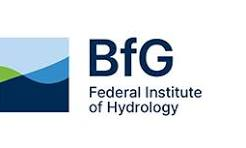 BfG
Federal Institute
of Hydrology